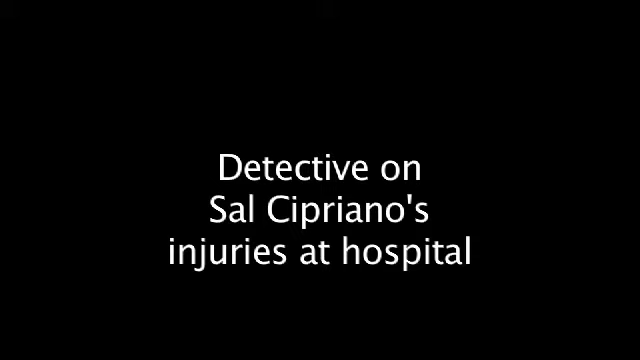 Detective on
Sal Cipriano's
injuries at hospital